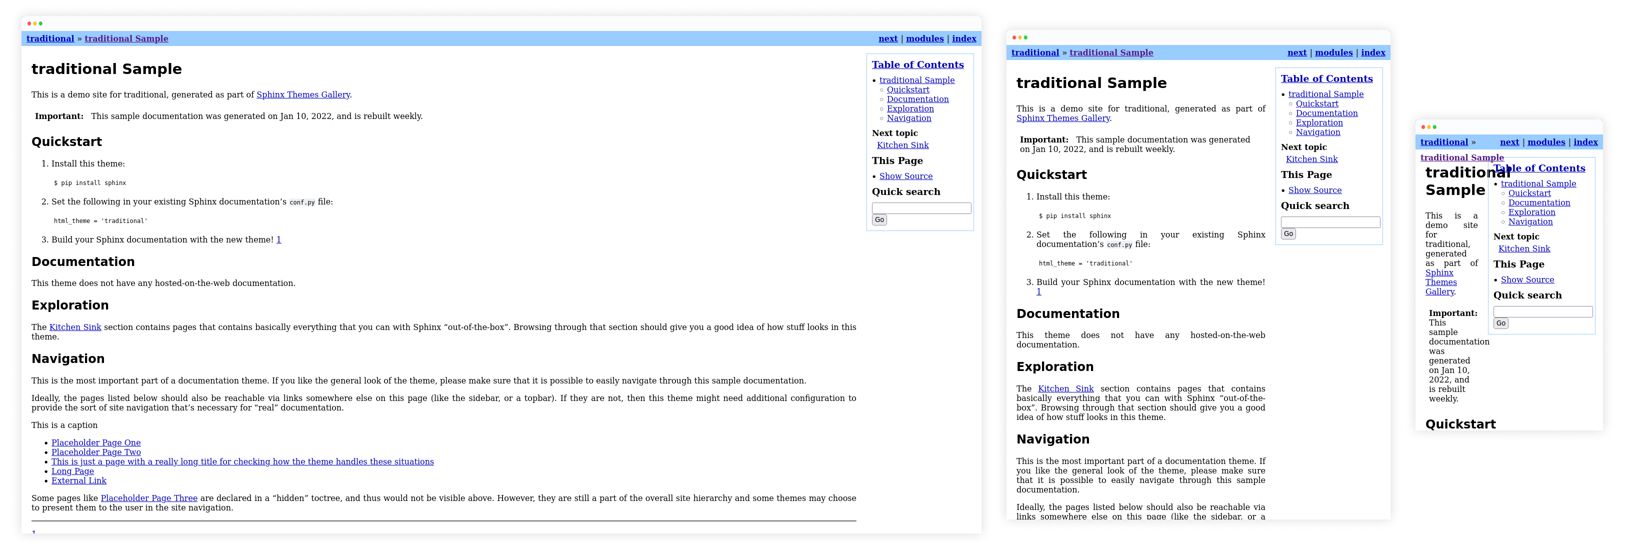 traditional » traditional Sample
next | modules | index
traditional Sample
This is a demo site for traditional, generated as part of Sphinx Themes Gallery.
Important: This sample documentation was generated on Jan 10, 2022, and is rebuilt weekly.
Quickstart
1. Install this theme:
$ pip install sphinx
2. Set the following in your existing Sphinx documentation’s conf.py file:
html_theme = 'traditional'
3. Build your Sphinx documentation with the new theme! 1
Documentation
This theme does not have any hosted-on-the-web documentation.
Exploration
The Kitchen Sink section contains pages that contains basically everything that you can with Sphinx “out-of-the-box”. Browsing through that section should give you a good idea of how stuff looks in this
theme.
Navigation
This is the most important part of a documentation theme. If you like the general look of the theme, please make sure that it is possible to easily navigate through this sample documentation.
Ideally, the pages listed below should also be reachable via links somewhere else on this page (like the sidebar, or a topbar). If they are not, then this theme might need additional configuration to
provide the sort of site navigation that’s necessary for “real” documentation.
This is a caption
• Placeholder Page One
• Placeholder Page Two
• This is just a page with a really long title for checking how the theme handles these situations
• Long Page
• External Link
Some pages like Placeholder Page Three are declared in a “hidden” toctree, and thus would not be visible above. However, they are still a part of the overall site hierarchy and some themes may choose
to present them to the user in the site navigation.
Table of Contents
• traditional Sample
◦ Quickstart
◦ Documentation
◦ Exploration
◦ Navigation
Next topic
Kitchen Sink
This Page
• Show Source
Quick search
Go
traditional » traditional Sample
next | modules | index
traditional Sample
This is a demo site for traditional, generated as part of
Sphinx Themes Gallery.
Important: This sample documentation was generated
on Jan 10, 2022, and is rebuilt weekly.
Quickstart
1. Install this theme:
$ pip install sphinx
2. Set the following in your existing Sphinx
documentation’s conf.py file:
html_theme = 'traditional'
3. Build your Sphinx documentation with the new theme!
1
Documentation
This theme does not have any hosted-on-the-web
documentation.
Exploration
The Kitchen Sink section contains pages that contains
basically everything that you can with Sphinx “out-of-the-
box”. Browsing through that section should give you a good
idea of how stuff looks in this theme.
Navigation
This is the most important part of a documentation theme. If
you like the general look of the theme, please make sure
that it is possible to easily navigate through this sample
documentation.
Ideally, the pages listed below should also be reachable via
links somewhere else on this page (like the sidebar, or a
Table of Contents
• traditional Sample
◦ Quickstart
◦ Documentation
◦ Exploration
◦ Navigation
Next topic
Kitchen Sink
This Page
• Show Source
Quick search
Go
traditional »
next | modules | index
traditional Sample
traditional
Sample
This is a
demo site
for
traditional,
generated
as part of
Sphinx
Themes
Gallery.
Important:
This
sample
documentation
was
generated
on Jan 10,
2022, and
is rebuilt
weekly.
Quickstart
Table of Contents
• traditional Sample
◦ Quickstart
◦ Documentation
◦ Exploration
◦ Navigation
Next topic
Kitchen Sink
This Page
• Show Source
Quick search
Go